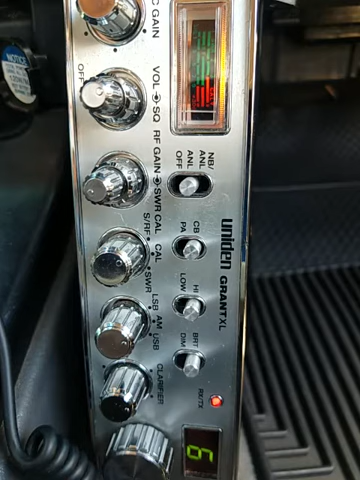 C GAIN
OFF
VOL SQ
RF GAIN SWR CAL
S/RF CAL SWR
LSB AM USB
CLARIFIER
NB/
ANL
ANL
OFF
CB
PA
HI
LOW
BRT
DIM
RX/TX
uniden GRANT XL
6